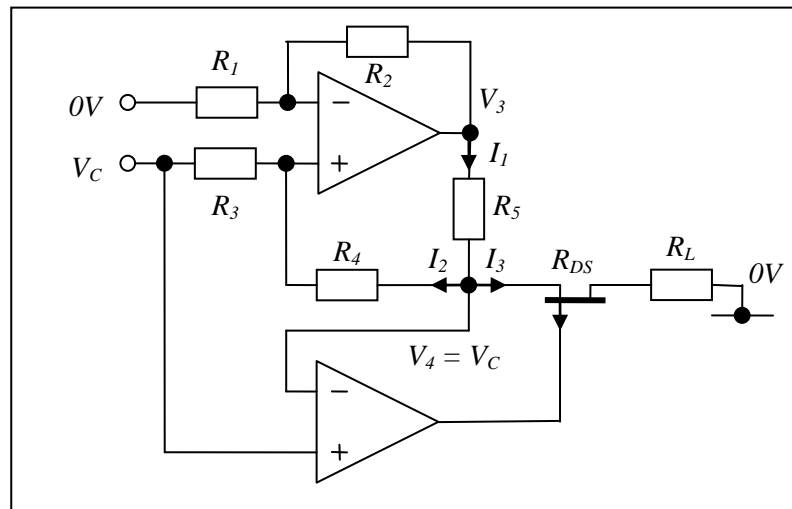 R1
R2
0V
V3
VC
I1
R3
R5
R4
I2
I3
RDS
RL
0V
V4 = VC
−
+
−
+